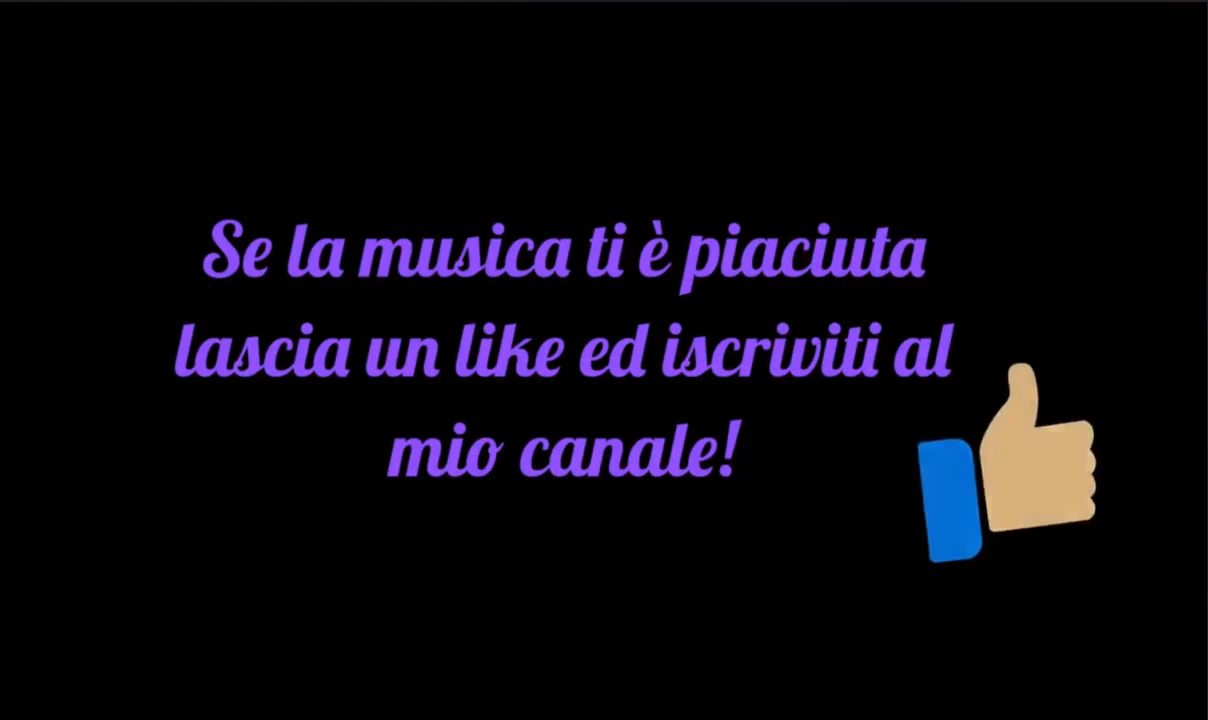 Se la musica ti è piaciuta
lascia un like ed iscriviti al
mio canale!